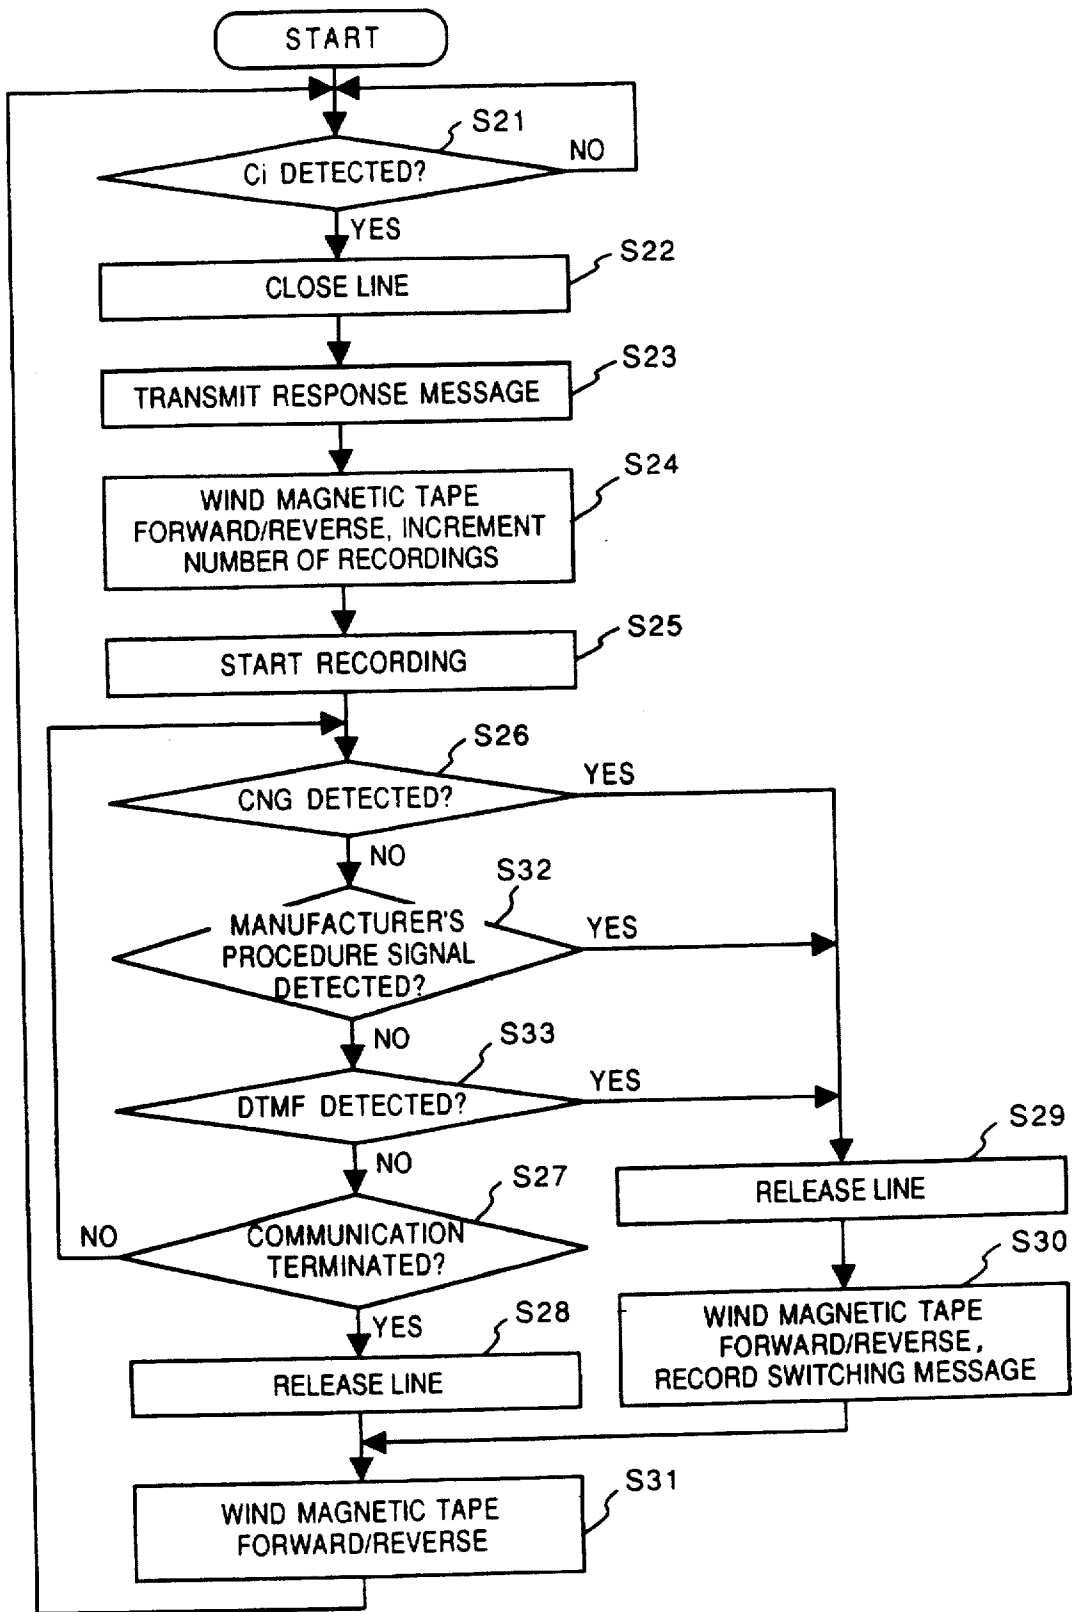 START
S21
Ci DETECTED?
NO
YES
S22
CLOSE LINE
S23
TRANSMIT RESPONSE MESSAGE
S24
WIND MAGNETIC TAPE
FORWARD/REVERSE, INCREMENT
NUMBER OF RECORDINGS
S25
START RECORDING
S26
CNG DETECTED?
YES
NO
S32
MANUFACTURER'S
PROCEDURE SIGNAL
DETECTED?
YES
NO
S33
DTMF DETECTED?
YES
NO
S27
COMMUNICATION
TERMINATED?
NO
YES
S29
RELEASE LINE
S30
WIND MAGNETIC TAPE
FORWARD/REVERSE,
RECORD SWITCHING MESSAGE
S28
RELEASE LINE
S31
WIND MAGNETIC TAPE
FORWARD/REVERSE